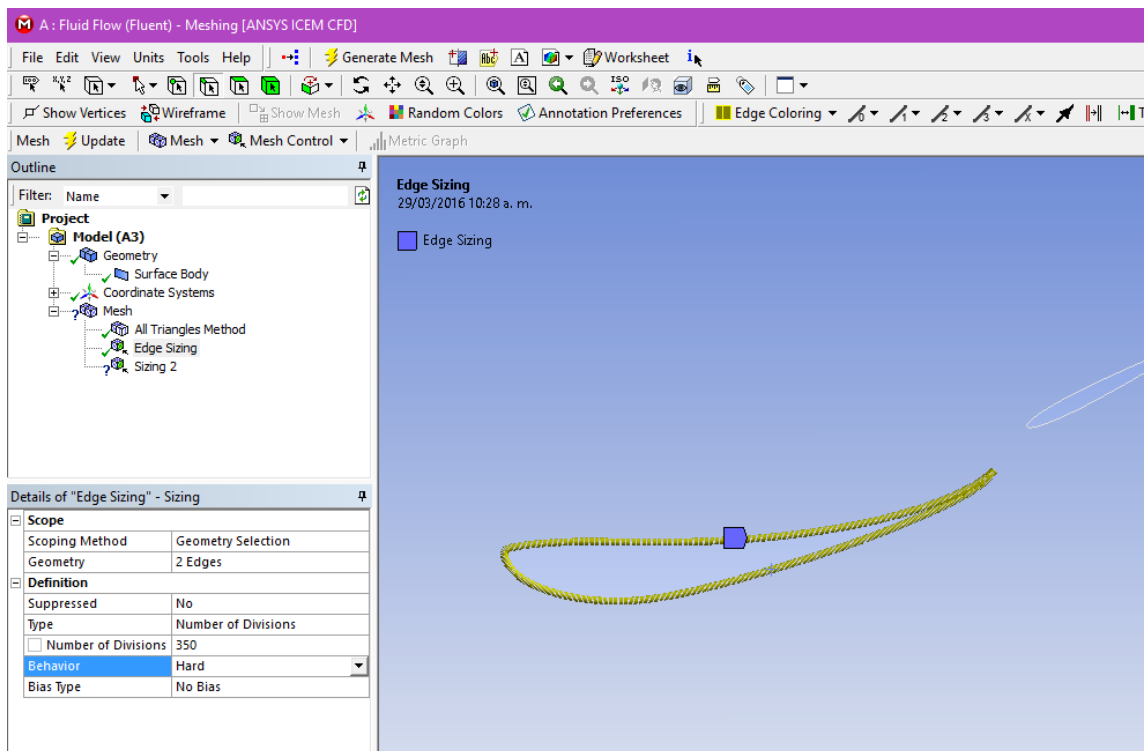 A : Fluid Flow (Fluent) - Meshing [ANSYS ICEM CFD]
File Edit View Units Tools Help Generate Mesh Worksheet
Show Vertices Wireframe Show Mesh Random Colors Annotation Preferences Edge Coloring
Mesh Update Mesh Mesh Control Metric Graph
Outline
Filter: Name
Project
Model (A3)
Geometry
Surface Body
Coordinate Systems
Mesh
All Triangles Method
Edge Sizing
Sizing 2
Edge Sizing
29/03/2016 10:28 a. m.
Edge Sizing
Details of "Edge Sizing" - Sizing
Scope
Scoping Method Geometry Selection
Geometry 2 Edges
Definition
Suppressed No
Type Number of Divisions
Number of Divisions 350
Behavior Hard
Bias Type No Bias